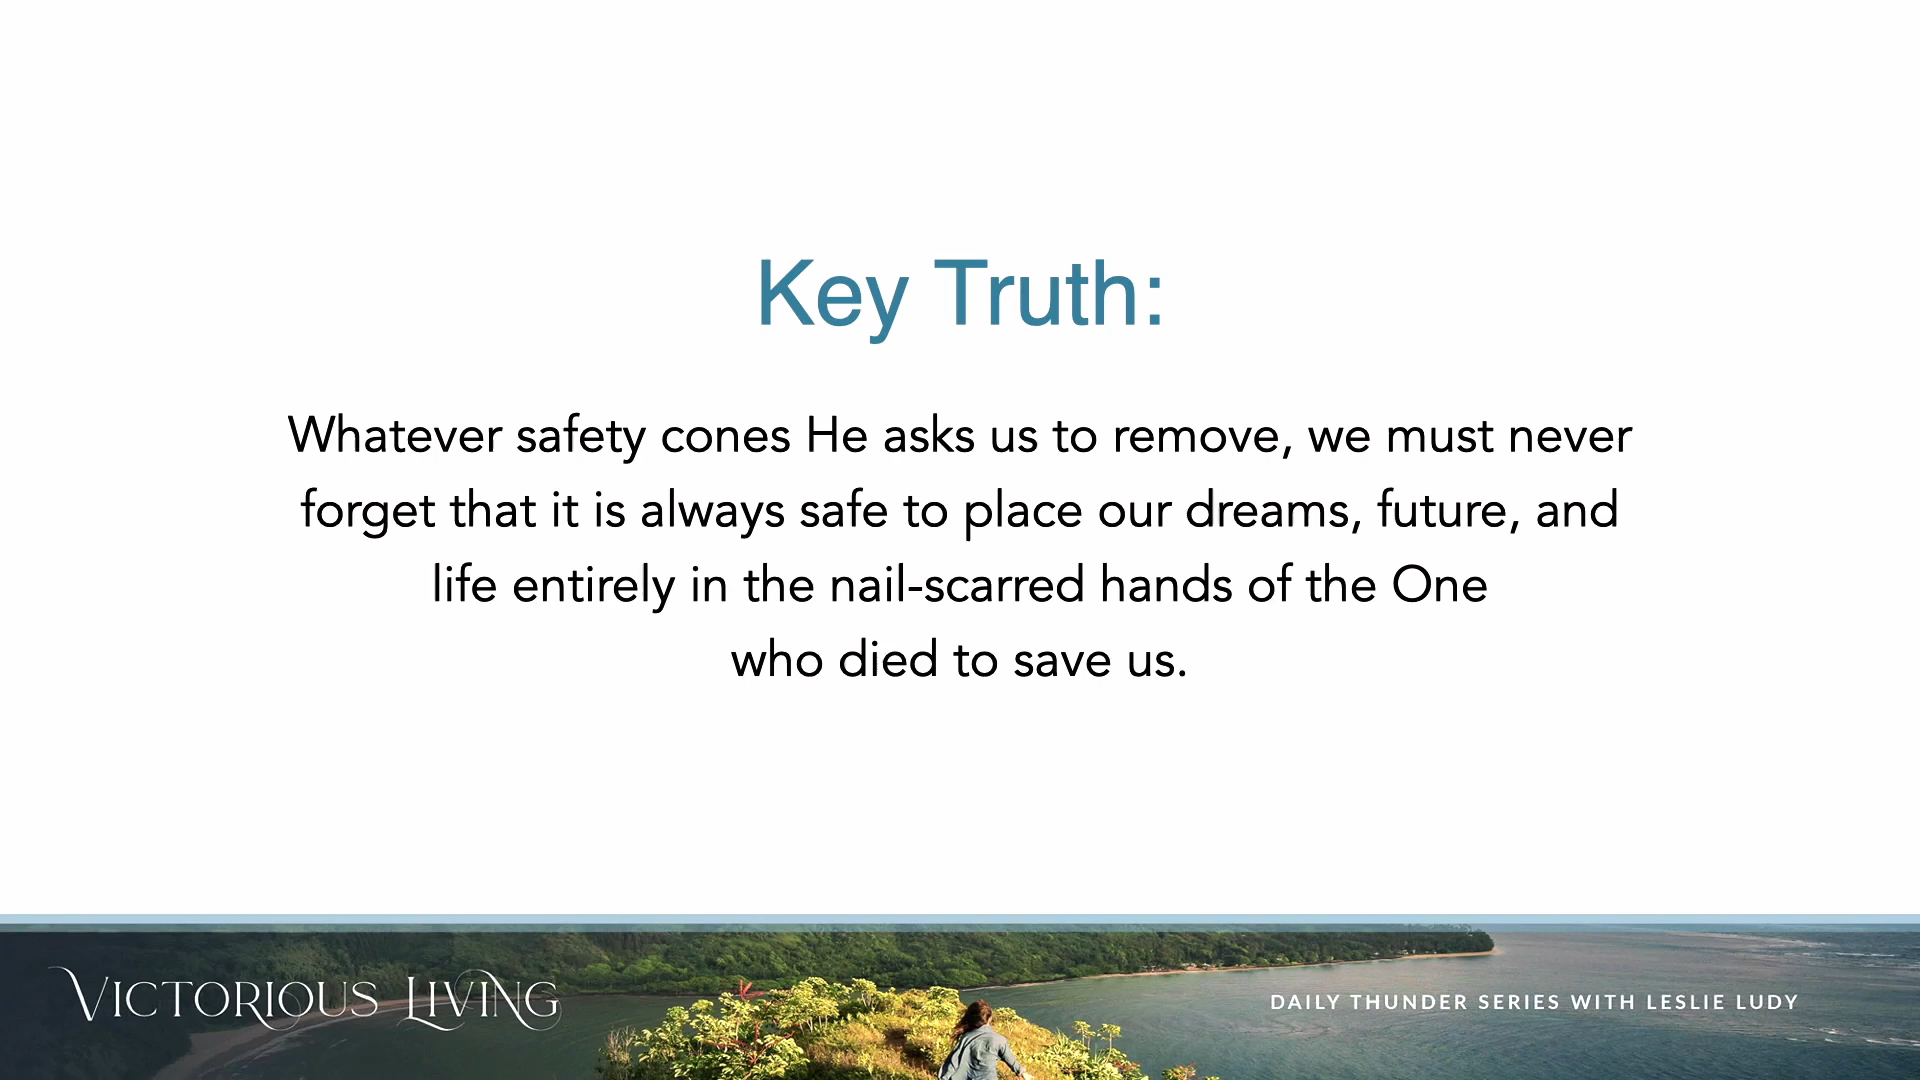 Key Truth:
Whatever safety cones He asks us to remove, we must never
forget that it is always safe to place our dreams, future, and
life entirely in the nail-scarred hands of the One
who died to save us.
VICTORIOUS LIVING
DAILY THUNDER SERIES WITH LESLIE LUDY